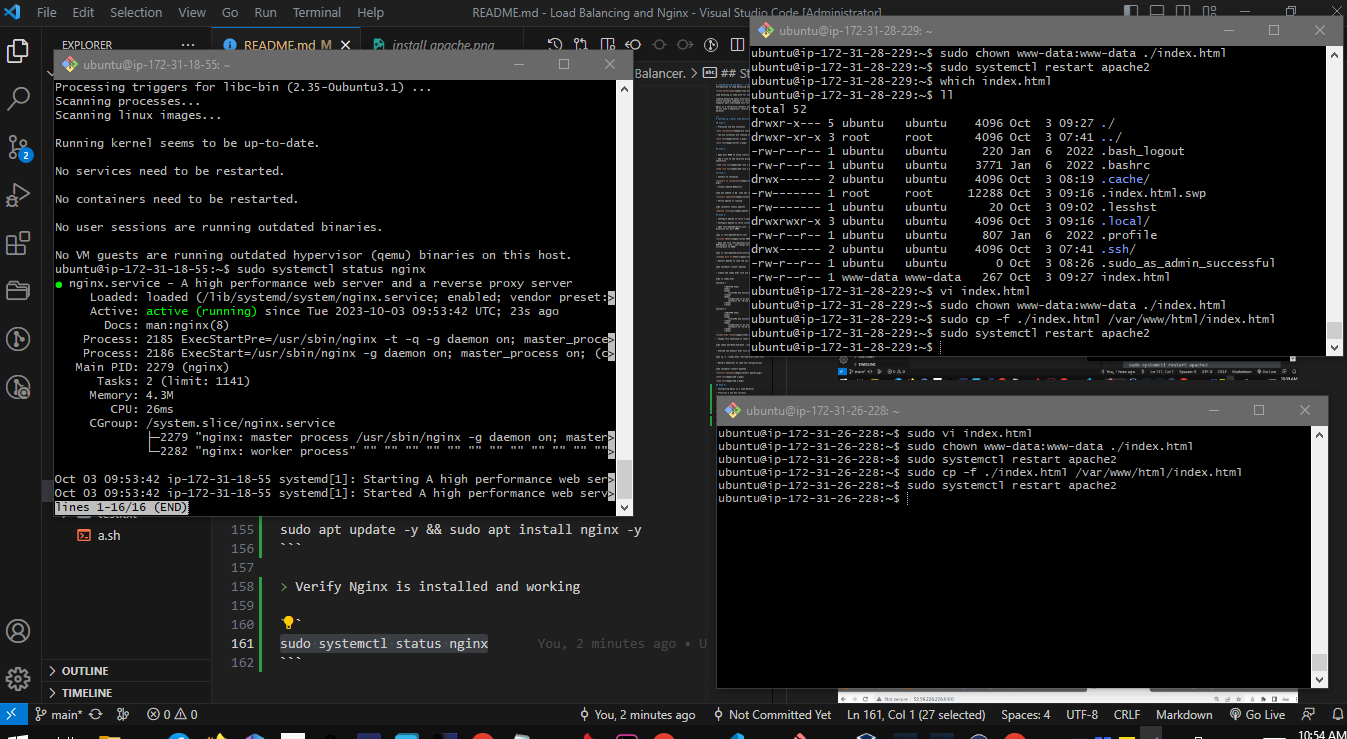 File Edit Selection View Go Run Terminal Help
README.md - Load Balancing and Nginx - Visual Studio Code [Administrator]
EXPLORER
README.md M
install apache.png
Balancer. > abc ## St
ubuntu@ip-172-31-18-55: ~
Processing triggers for libc-bin (2.35-0ubuntu3.1) ...
Scanning processes...
Scanning linux images...
Running kernel seems to be up-to-date.
No services need to be restarted.
No containers need to be restarted.
No user sessions are running outdated binaries.
No VM guests are running outdated hypervisor (qemu) binaries on this host.
ubuntu@ip-172-31-18-55:~$ sudo systemctl status nginx
● nginx.service - A high performance web server and a reverse proxy server
Loaded: loaded (/lib/systemd/system/nginx.service; enabled; vendor preset:>
Active: active (running) since Tue 2023-10-03 09:53:42 UTC; 23s ago
Docs: man:nginx(8)
Process: 2185 ExecStartPre=/usr/sbin/nginx -t -q -g daemon on; master_proce>
Process: 2186 ExecStart=/usr/sbin/nginx -g daemon on; master_process on; (c>
Main PID: 2279 (nginx)
Tasks: 2 (limit: 1141)
Memory: 4.3M
CPU: 26ms
CGroup: /system.slice/nginx.service
├─2279 "nginx: master process /usr/sbin/nginx -g daemon on; master>
└─2282 "nginx: worker process" "" "" "" "" "" "" "" "" "" "" "" "">
Oct 03 09:53:42 ip-172-31-18-55 systemd[1]: Starting A high performance web ser>
Oct 03 09:53:42 ip-172-31-18-55 systemd[1]: Started A high performance web serv>
lines 1-16/16 (END)
ubuntu@ip-172-31-28-229: ~
ubuntu@ip-172-31-28-229:~$ sudo chown www-data:www-data ./index.html
ubuntu@ip-172-31-28-229:~$ sudo systemctl restart apache2
ubuntu@ip-172-31-28-229:~$ which index.html
ubuntu@ip-172-31-28-229:~$ ll
total 52
drwxr-x--- 5 ubuntu ubuntu 4096 Oct 3 09:27 ./
drwxr-xr-x 3 root root 4096 Oct 3 07:41 ../
-rw-r--r-- 1 ubuntu ubuntu 220 Jan 6 2022 .bash_logout
-rw-r--r-- 1 ubuntu ubuntu 3771 Jan 6 2022 .bashrc
drwx------ 2 ubuntu ubuntu 4096 Oct 3 08:19 .cache/
-rw------- 1 root root 12288 Oct 3 09:16 .index.html.swp
-rw------- 1 ubuntu ubuntu 20 Oct 3 09:02 .lesshst
drwxrwxr-x 3 ubuntu ubuntu 4096 Oct 3 09:16 .local/
-rw-r--r-- 1 ubuntu ubuntu 807 Jan 6 2022 .profile
drwx------ 2 ubuntu ubuntu 4096 Oct 3 07:41 .ssh/
-rw-r--r-- 1 ubuntu ubuntu 0 Oct 3 08:26 .sudo_as_admin_successful
-rw-r--r-- 1 www-data www-data 267 Oct 3 09:27 index.html
ubuntu@ip-172-31-28-229:~$ vi index.html
ubuntu@ip-172-31-28-229:~$ sudo chown www-data:www-data ./index.html
ubuntu@ip-172-31-28-229:~$ sudo cp -f ./index.html /var/www/html/index.html
ubuntu@ip-172-31-28-229:~$ sudo systemctl restart apache2
ubuntu@ip-172-31-28-229:~$
ubuntu@ip-172-31-26-228: ~
ubuntu@ip-172-31-26-228:~$ sudo vi index.html
ubuntu@ip-172-31-26-228:~$ sudo chown www-data:www-data ./index.html
ubuntu@ip-172-31-26-228:~$ sudo systemctl restart apache2
ubuntu@ip-172-31-26-228:~$ sudo cp -f ./index.html /var/www/html/index.html
ubuntu@ip-172-31-26-228:~$ sudo systemctl restart apache2
ubuntu@ip-172-31-26-228:~$
2
a.sh
155 sudo apt update -y && sudo apt install nginx -y
156 ```
157
158 > Verify Nginx is installed and working
159
160
161 sudo systemctl status nginx You, 2 minutes ago • U
162 ```
OUTLINE
TIMELINE
main* 0 0 You, 2 minutes ago Not Committed Yet Ln 161, Col 1 (27 selected) Spaces: 4 UTF-8 CRLF Markdown Go Live
10:54 AM